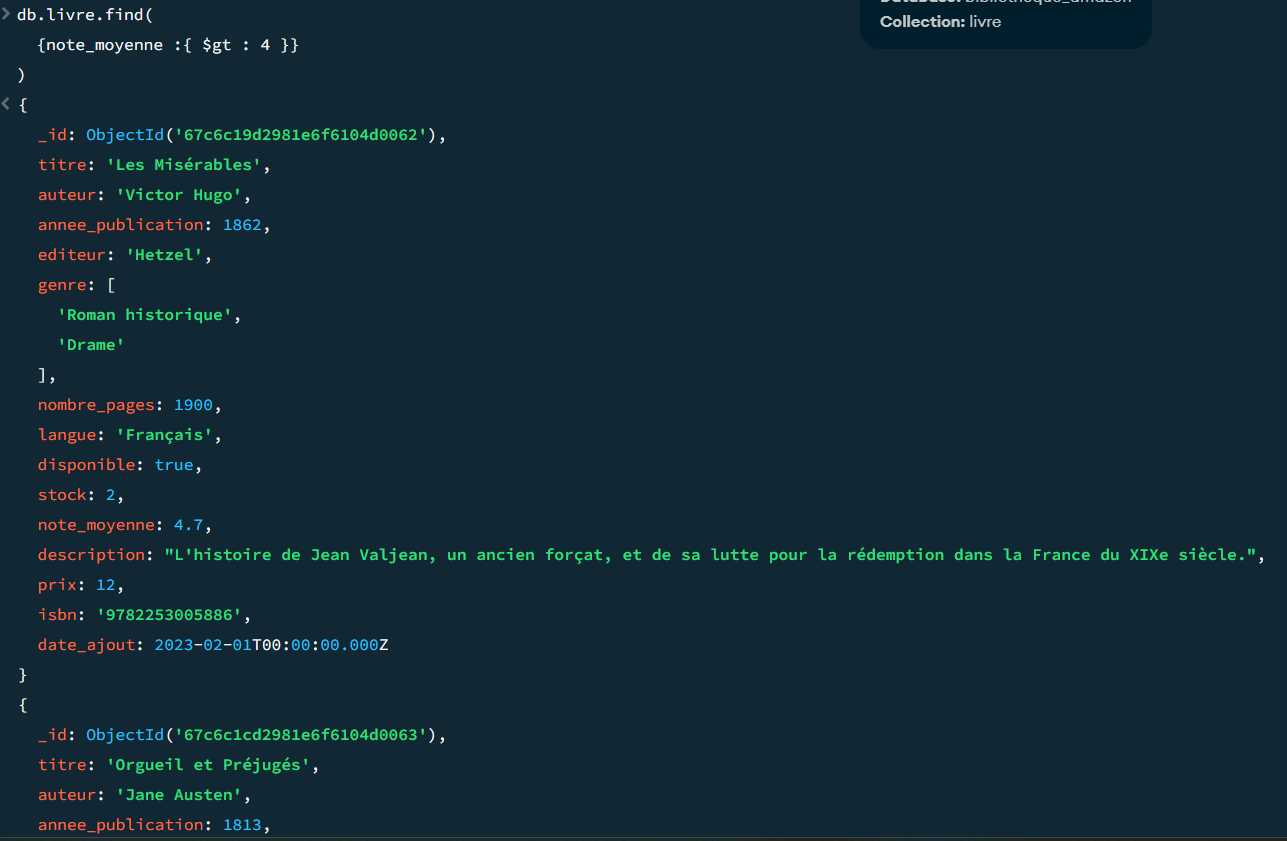 Collection: livre
db.livre.find(
{note_moyenne :{ $gt : 4 }}
)
{
_id: ObjectId('67c6c19d2981e6f6104d0062'),
titre: 'Les Misérables',
auteur: 'Victor Hugo',
annee_publication: 1862,
editeur: 'Hetzel',
genre: [
'Roman historique',
'Drame'
],
nombre_pages: 1900,
langue: 'Français',
disponible: true,
stock: 2,
note_moyenne: 4.7,
description: "L'histoire de Jean Valjean, un ancien forçat, et de sa lutte pour la rédemption dans la France du XIXe siècle.",
prix: 12,
isbn: '9782253005886',
date_ajout: 2023-02-01T00:00:00.000Z
}
{
_id: ObjectId('67c6c1cd2981e6f6104d0063'),
titre: 'Orgueil et Préjugés',
auteur: 'Jane Austen',
annee_publication: 1813,